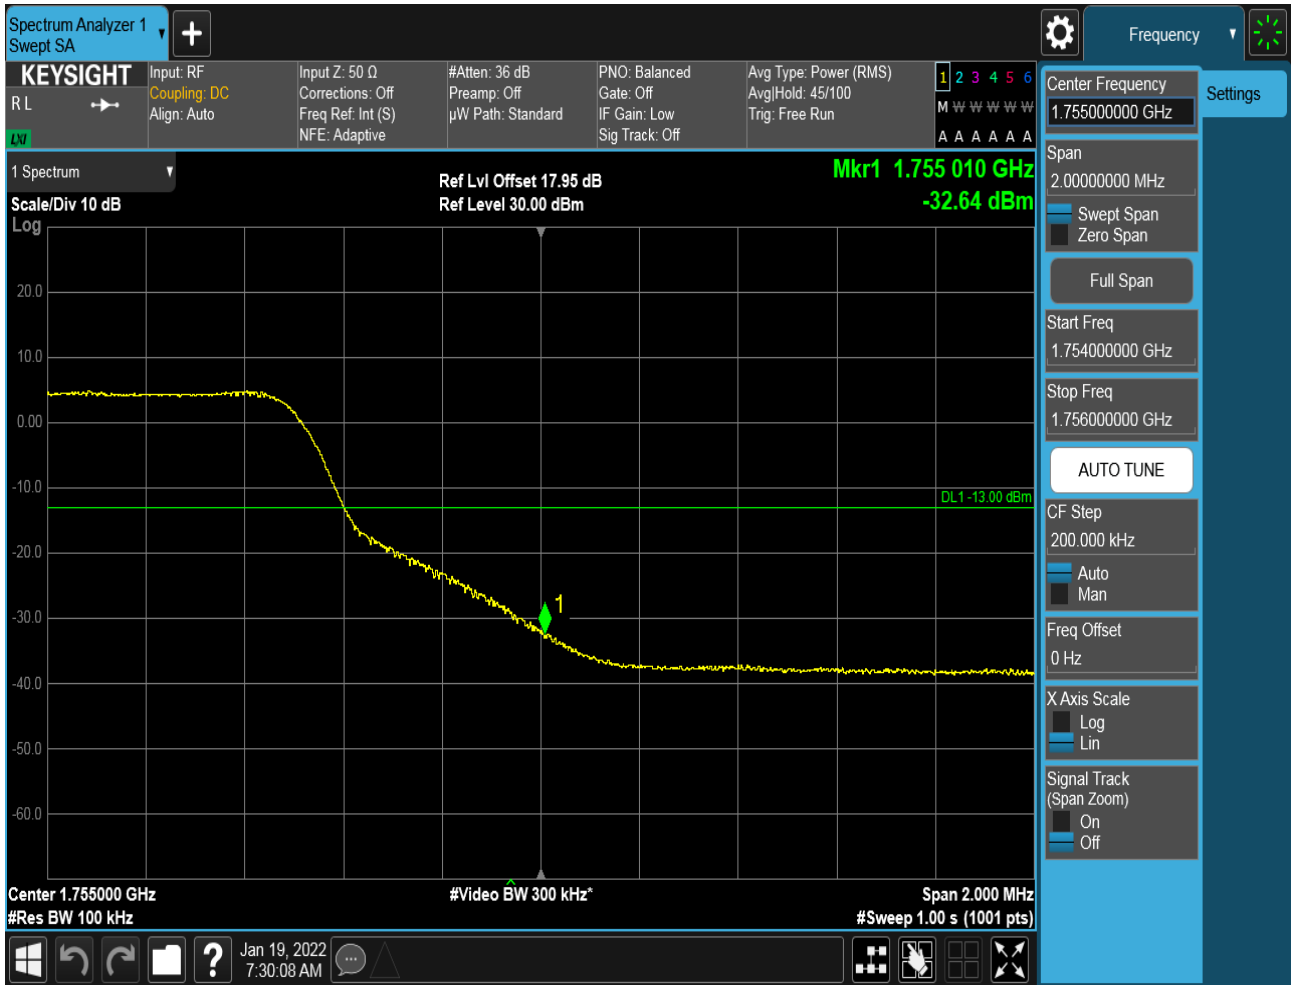 Spectrum Analyzer 1
Swept SA
Frequency
KEYSIGHT
R L
LXI
Input: RF
Coupling: DC
Align: Auto
Input Z: 50 Ω
Corrections: Off
Freq Ref: Int (S)
NFE: Adaptive
#Atten: 36 dB
Preamp: Off
µW Path: Standard
PNO: Balanced
Gate: Off
IF Gain: Low
Sig Track: Off
Avg Type: Power (RMS)
Avg|Hold: 45/100
Trig: Free Run
1 2 3 4 5 6
M W W W W W
A A A A A A
1 Spectrum
Scale/Div 10 dB
Log
Ref Lvl Offset 17.95 dB
Ref Level 30.00 dBm
Mkr1 1.755 010 GHz
-32.64 dBm
20.0
10.0
0.00
-10.0
-20.0
-30.0
-40.0
-50.0
-60.0
DL1 -13.00 dBm
1
Center 1.755000 GHz
#Res BW 100 kHz
#Video BW 300 kHz*
Span 2.000 MHz
#Sweep 1.00 s (1001 pts)
Jan 19, 2022
7:30:08 AM
Center Frequency
1.755000000 GHz
Settings
Span
2.00000000 MHz
Swept Span
Zero Span
Full Span
Start Freq
1.754000000 GHz
Stop Freq
1.756000000 GHz
AUTO TUNE
CF Step
200.000 kHz
Auto
Man
Freq Offset
0 Hz
X Axis Scale
Log
Lin
Signal Track
(Span Zoom)
On
Off